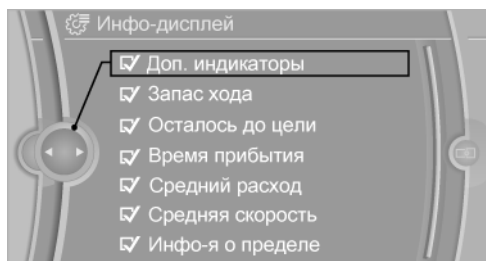 Инфо-дисплей
Доп. индикаторы
Запас хода
Осталось до цели
Время прибытия
Средний расход
Средняя скорость
Инфо-я о пределе